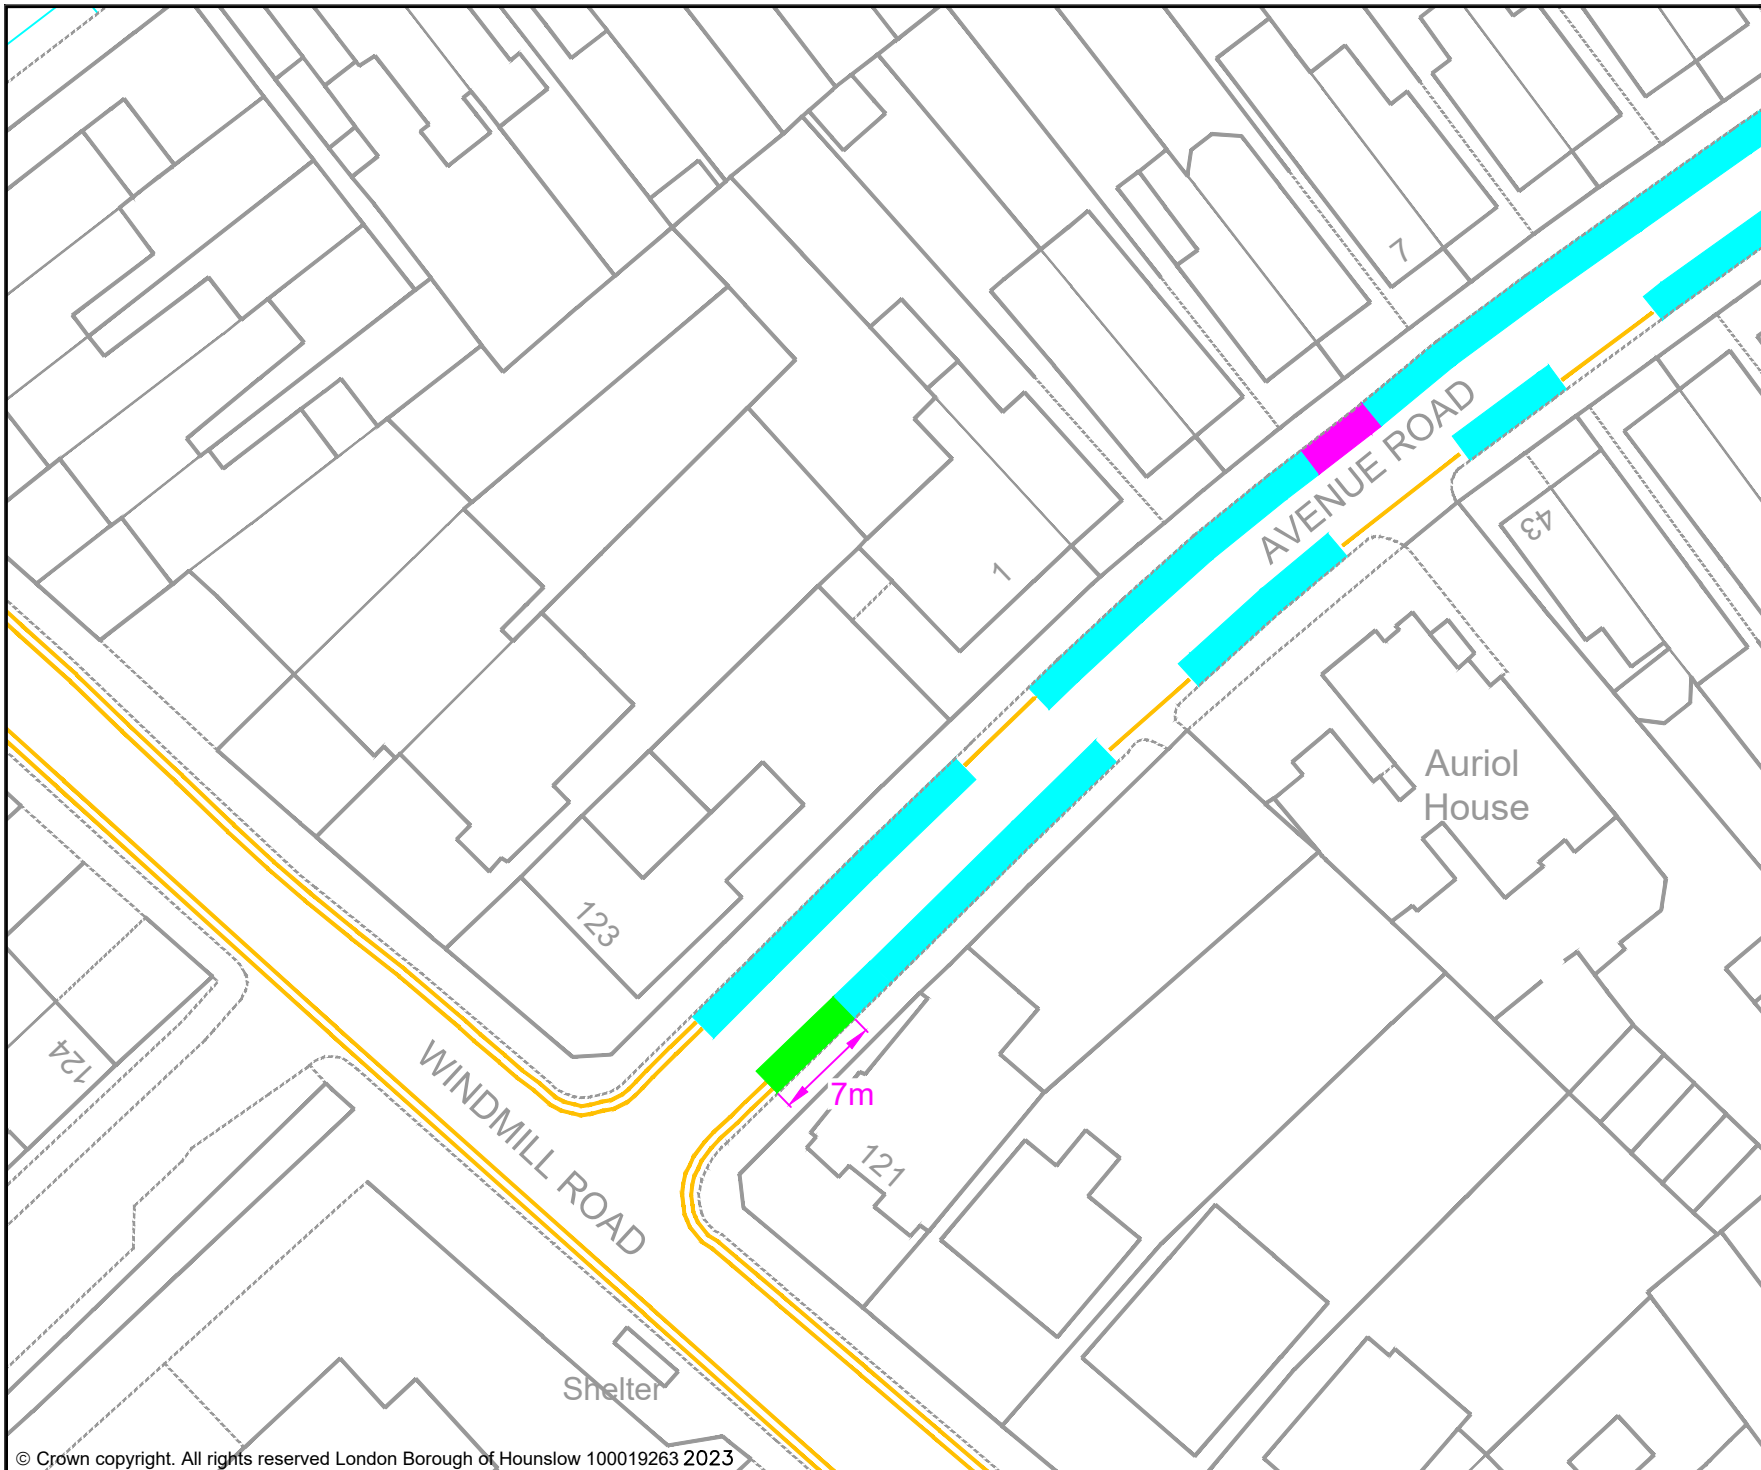 7
AVENUE ROAD
43
1
Auriol
House
123
124
WINDMILL ROAD
7m
121
Shelter
© Crown copyright. All rights reserved London Borough of Hounslow 100019263 2023